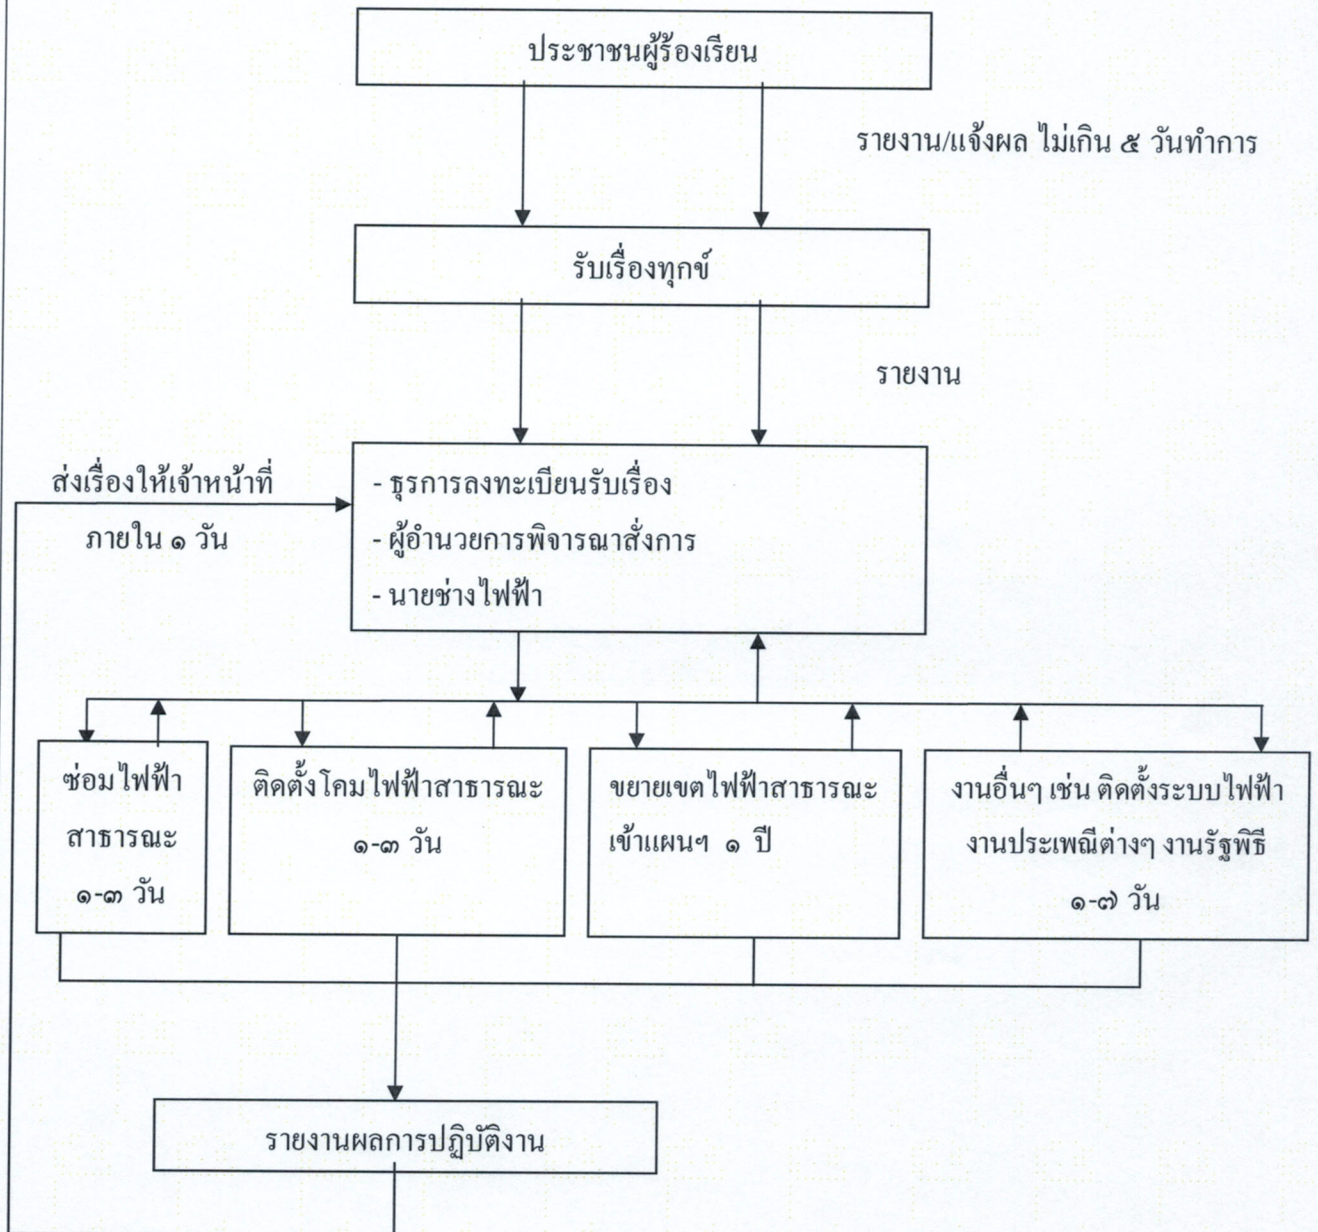 ประชาชนผู้ร้องเรียน
รายงาน/แจ้งผล ไม่เกิน ๕ วันทำการ
รับเรื่องทุกข์
รายงาน
ส่งเรื่องให้เจ้าหน้าที่
ภายใน ๑ วัน
- ธุรการลงทะเบียนรับเรื่อง
- ผู้อำนวยการพิจารณาสั่งการ
- นายช่างไฟฟ้า
ซ่อมไฟฟ้า
สาธารณะ
๑-๓ วัน
ติดตั้งโคมไฟฟ้าสาธารณะ
๑-๓ วัน
ขยายเขตไฟฟ้าสาธารณะ
เข้าแผนฯ ๑ ปี
งานอื่นๆ เช่น ติดตั้งระบบไฟฟ้า
งานประเพณีต่างๆ งานรัฐพิธี
๑-๗ วัน
รายงานผลการปฏิบัติงาน